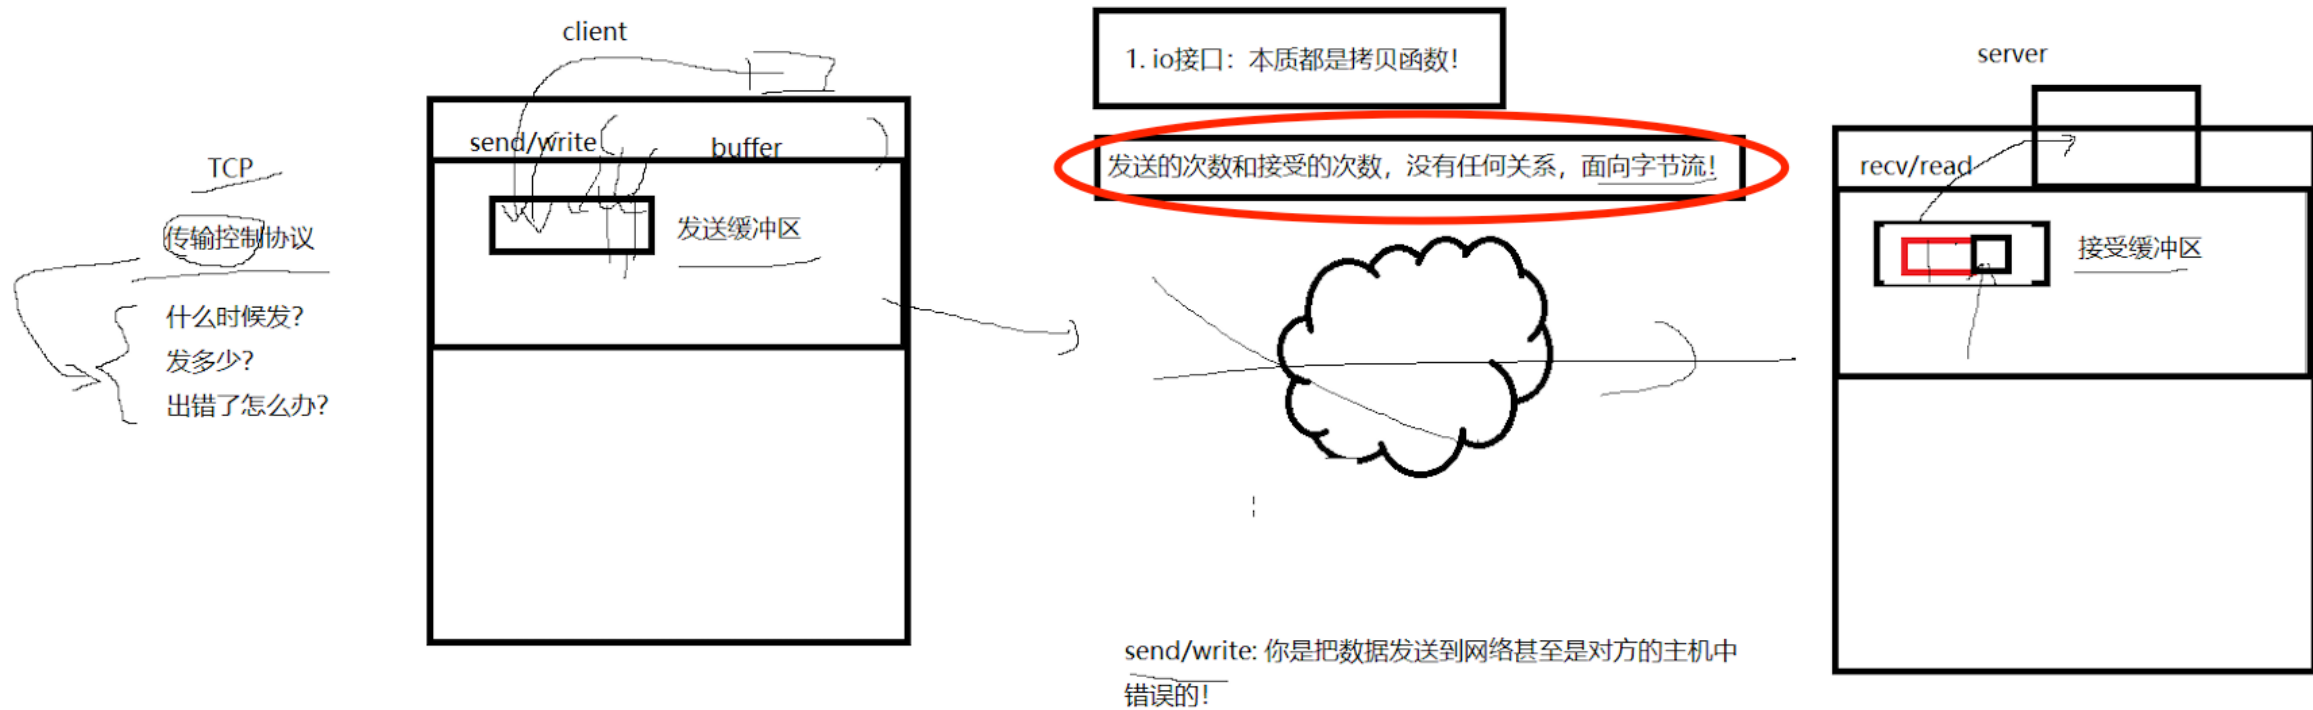 client
send/write
buffer
TCP
传输控制协议
什么时候发?
发多少?
出错了怎么办?
发送缓冲区
1. io接口：本质都是拷贝函数!
发送的次数和接受的次数，没有任何关系，面向字节流!
server
recv/read
接受缓冲区
send/write: 你是把数据发送到网络甚至是对方的主机中
错误的!